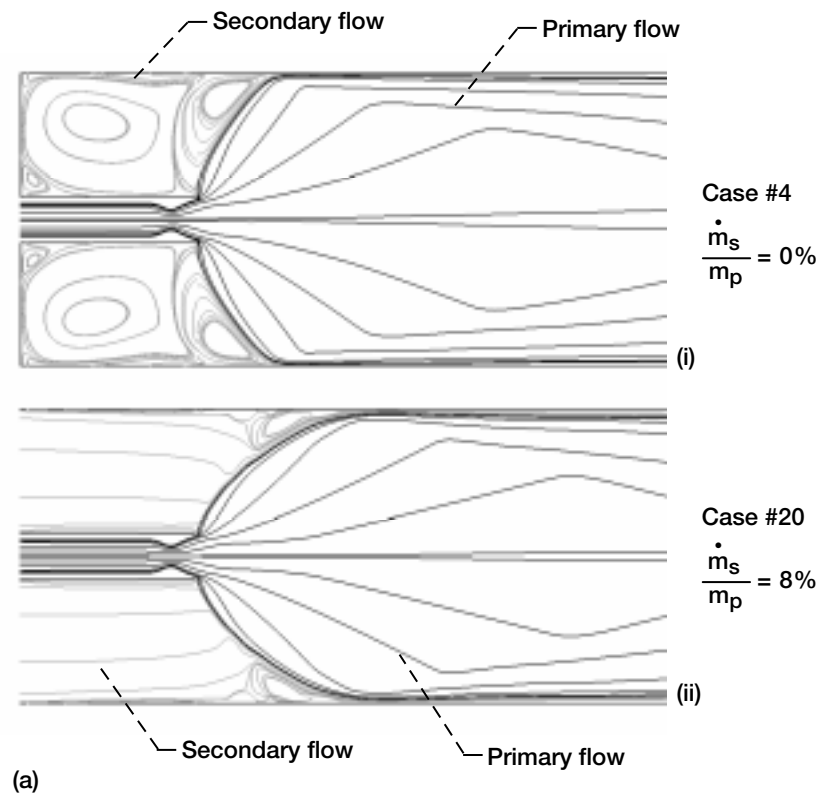 Secondary flow
Primary flow
Case #4
ṁs
mp
= 0%
(i)
Case #20
ṁs
mp
= 8%
(ii)
Secondary flow
Primary flow
(a)